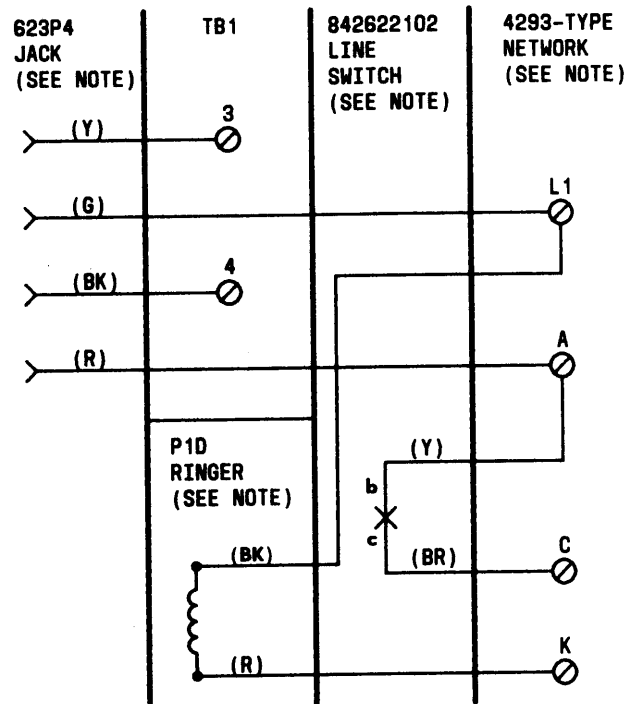 623P4
JACK
(SEE NOTE)
TB1
842622102
LINE
SWITCH
(SEE NOTE)
4293-TYPE
NETWORK
(SEE NOTE)
(Y)
3
(G)
L1
(BK)
4
(R)
A
P1D
RINGER
(SEE NOTE)
(Y)
b
c
(BK)
(BR)
C
(R)
K